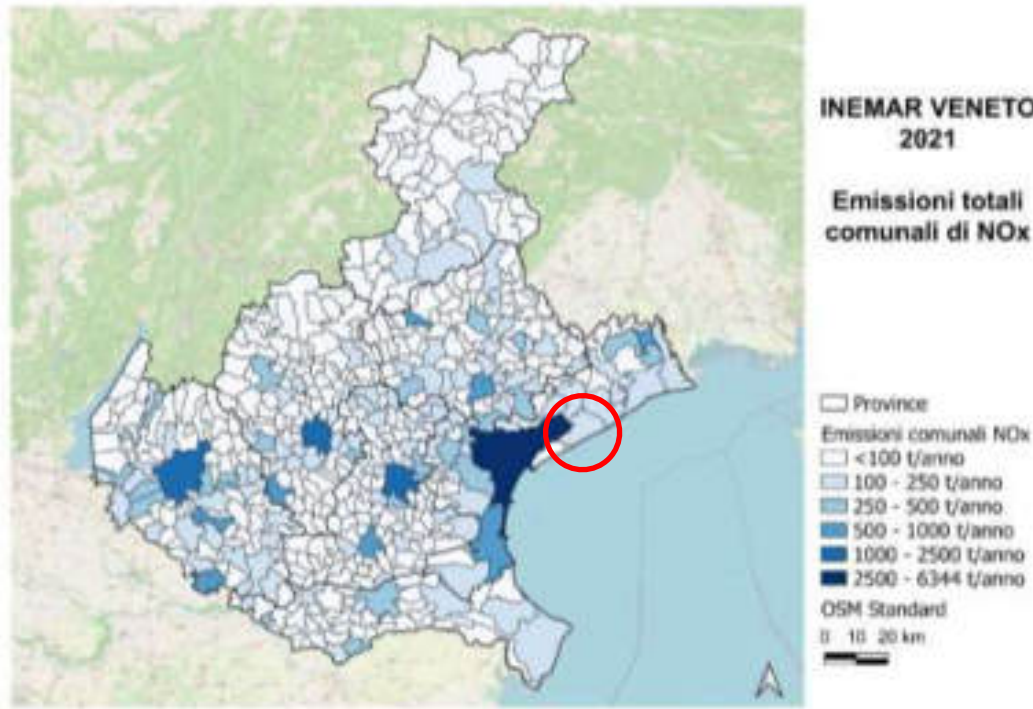 INEMAR VENETO
2021
Emissioni totali
comunali di NOx
Province
Emissioni comunali NOx
<100 t/anno
100 - 250 t/anno
250 - 500 t/anno
500 - 1000 t/anno
1000 - 2500 t/anno
2500 - 6344 t/anno
OSM Standard
0 10 20 km